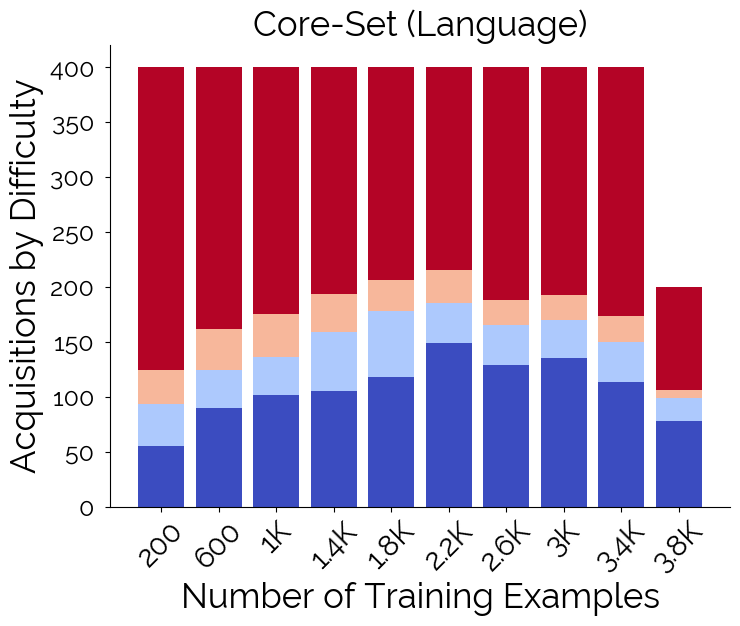 Core-Set (Language)
Acquisitions by Difficulty
400
350
300
250
200
150
100
50
0
200
600
1K
1.4K
1.8K
2.2K
2.6K
3K
3.4K
3.8K
Number of Training Examples